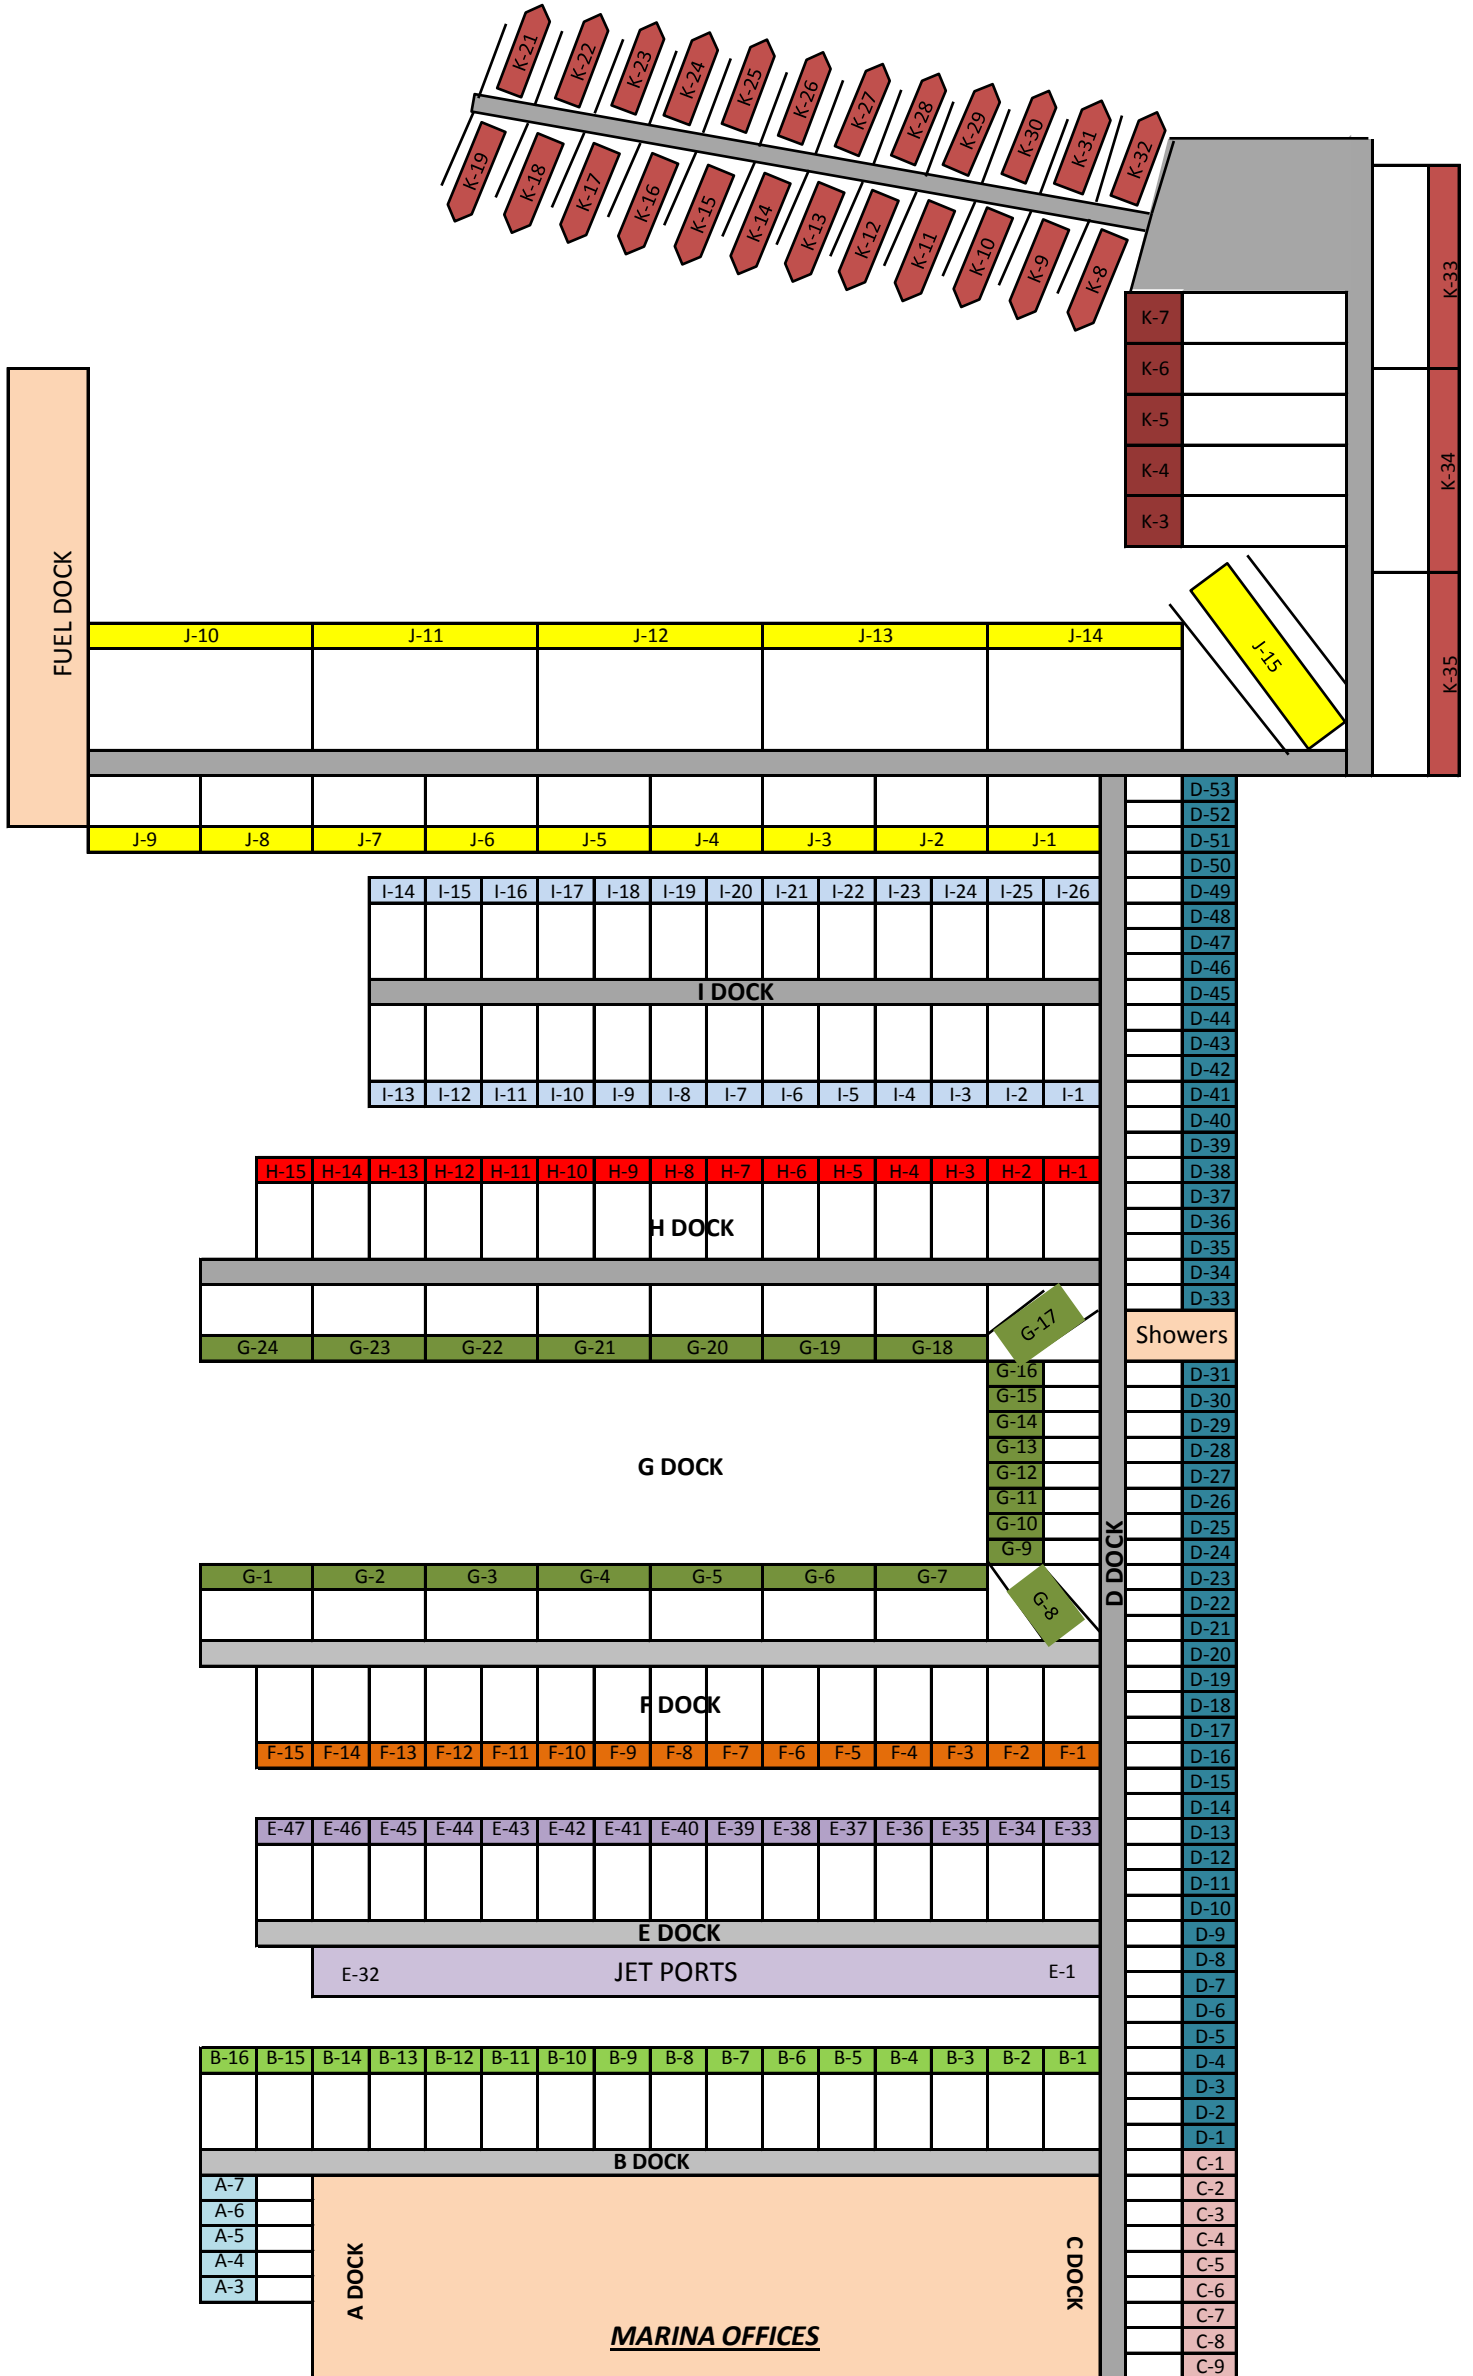 K-21
K-22
K-23
K-24
K-25
K-26
K-27
K-28
K-29
K-30
K-31
K-32
K-19
K-18
K-17
K-16
K-15
K-14
K-13
K-12
K-11
K-10
K-9
K-8
K-33
K-7
K-6
K-5
K-4
K-3
K-34
K-35
FUEL DOCK
J-10 J-11 J-12 J-13 J-14
J-15
J-9 J-8 J-7 J-6 J-5 J-4 J-3 J-2 J-1
I-14 I-15 I-16 I-17 I-18 I-19 I-20 I-21 I-22 I-23 I-24 I-25 I-26
I DOCK
I-13 I-12 I-11 I-10 I-9 I-8 I-7 I-6 I-5 I-4 I-3 I-2 I-1
H-15 H-14 H-13 H-12 H-11 H-10 H-9 H-8 H-7 H-6 H-5 H-4 H-3 H-2 H-1
H DOCK
G-17
G-24 G-23 G-22 G-21 G-20 G-19 G-18
G-16
G-15
G-14
G-13
G-12
G-11
G-10
G-9
G DOCK
G-1 G-2 G-3 G-4 G-5 G-6 G-7
G-8
F DOCK
F-15 F-14 F-13 F-12 F-11 F-10 F-9 F-8 F-7 F-6 F-5 F-4 F-3 F-2 F-1
E-47 E-46 E-45 E-44 E-43 E-42 E-41 E-40 E-39 E-38 E-37 E-36 E-35 E-34 E-33
E DOCK
E-32 JET PORTS E-1
B-16 B-15 B-14 B-13 B-12 B-11 B-10 B-9 B-8 B-7 B-6 B-5 B-4 B-3 B-2 B-1
B DOCK
A-7
A-6
A-5
A-4
A-3
A DOCK
C DOCK
MARINA OFFICES
D DOCK
D-53
D-52
D-51
D-50
D-49
D-48
D-47
D-46
D-45
D-44
D-43
D-42
D-41
D-40
D-39
D-38
D-37
D-36
D-35
D-34
D-33
Showers
D-31
D-30
D-29
D-28
D-27
D-26
D-25
D-24
D-23
D-22
D-21
D-20
D-19
D-18
D-17
D-16
D-15
D-14
D-13
D-12
D-11
D-10
D-9
D-8
D-7
D-6
D-5
D-4
D-3
D-2
D-1
C-1
C-2
C-3
C-4
C-5
C-6
C-7
C-8
C-9